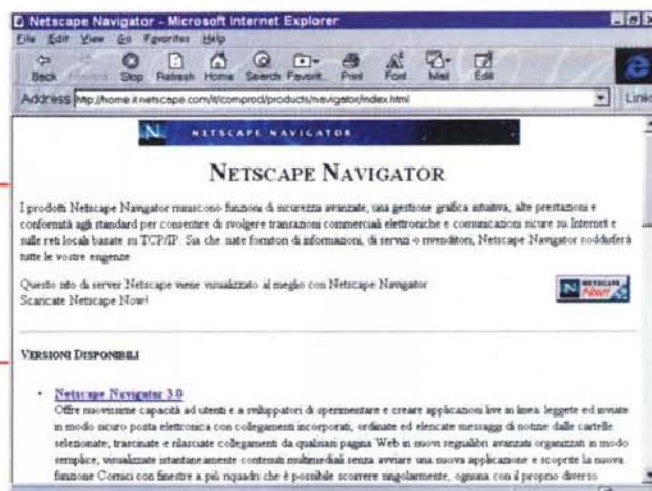 Netscape Navigator - Microsoft Internet Explorer
File Edit View Go Favorites Help
Back Forward Stop Refresh Home Search Favorit... Print Font Mail Edit
Address http://home.it.netscape.com/it/comprod/products/navigator/index.html Links
N NETSCAPE NAVIGATOR
NETSCAPE NAVIGATOR
I prodotti Netscape Navigator riuniscono funzioni di sicurezza avanzate, una gestione grafica intuitiva, alte prestazioni e
conformità agli standard per consentire di svolgere transazioni commerciali elettroniche e comunicazioni sicure su Internet e
sulle reti locali basate su TCP/IP. Sia che siate fornitori di informazioni, di servizi o rivenditori, Netscape Navigator soddisferà
tutte le vostre esigenze
Questo sito di server Netscape viene visualizzato al meglio con Netscape Navigator
Scaricate Netscape Now!
N NETSCAPE NOW!
VERSIONI DISPONIBILI
• Netscape Navigator 3.0
Offre nuovissime capacità ad utenti e a sviluppatori di sperimentare e creare applicazioni live in linea leggete ed inviate
in modo sicuro posta elettronica con collegamenti incorporati, ordinate ed elencate messaggi di notizie dalle cartelle
selezionate; trascinate e rilasciate collegamenti da qualsiasi pagina Web in nuovi segnalibri avanzati organizzati in modo
semplice; visualizzate istantaneamente contenuti multimediali senza avviare una nuova applicazione e scoprite la nuova
funzione Cornici con finestre a più riquadri che è possibile scorrere singolarmente, ognuna con il proprio diverso